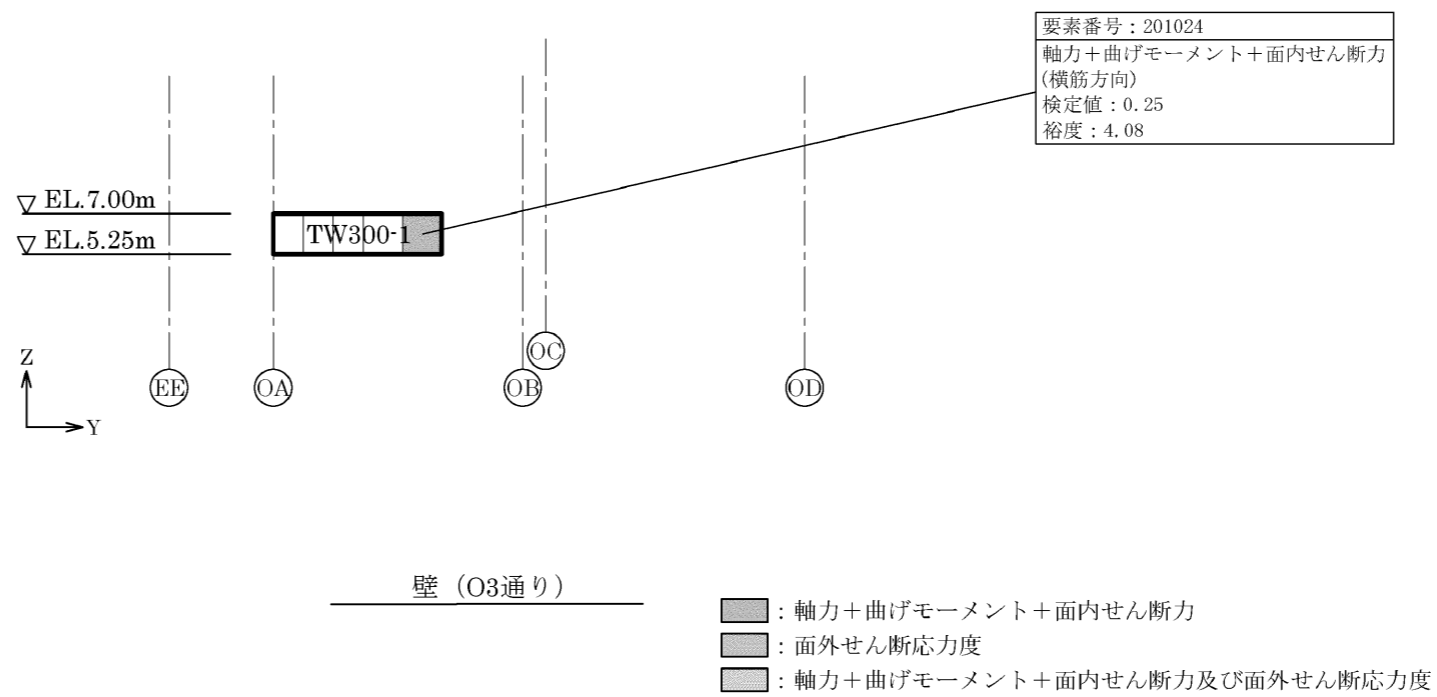 要素番号：201024
軸力＋曲げモーメント＋面内せん断力
(横筋方向)
検定値：0.25
裕度：4.08
▽ EL.7.00m
▽ EL.5.25m
TW300-1
OC
EE
OA
OB
OD
Z
Y
壁（O3通り）
：軸力＋曲げモーメント＋面内せん断力
：面外せん断応力度
：軸力＋曲げモーメント＋面内せん断力及び面外せん断応力度